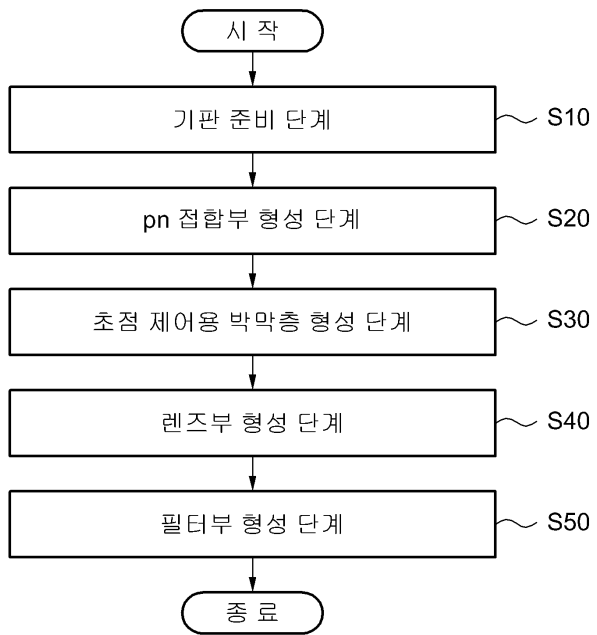 시 작
기판 준비 단계 S10
pn 접합부 형성 단계 S20
초점 제어용 박막층 형성 단계 S30
렌즈부 형성 단계 S40
필터부 형성 단계 S50
종 료